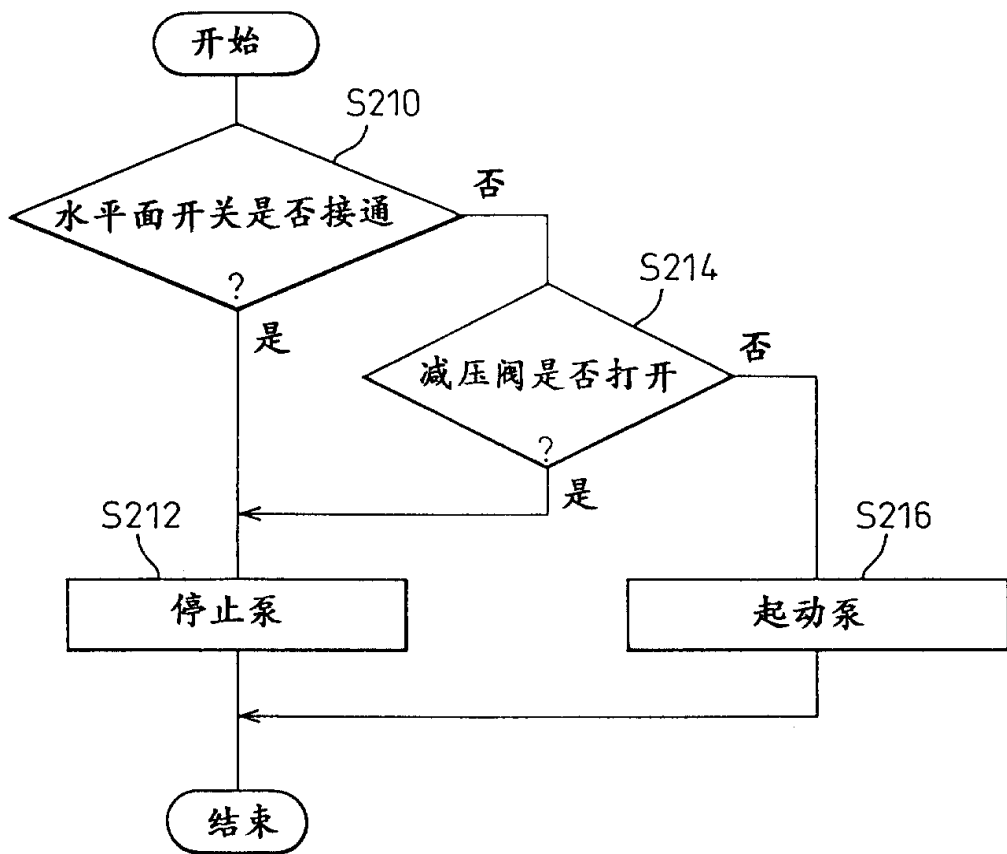 开始
S210
水平面开关是否接通
?
否
是
S214
减压阀是否打开
?
否
是
S212
停止泵
S216
起动泵
结束